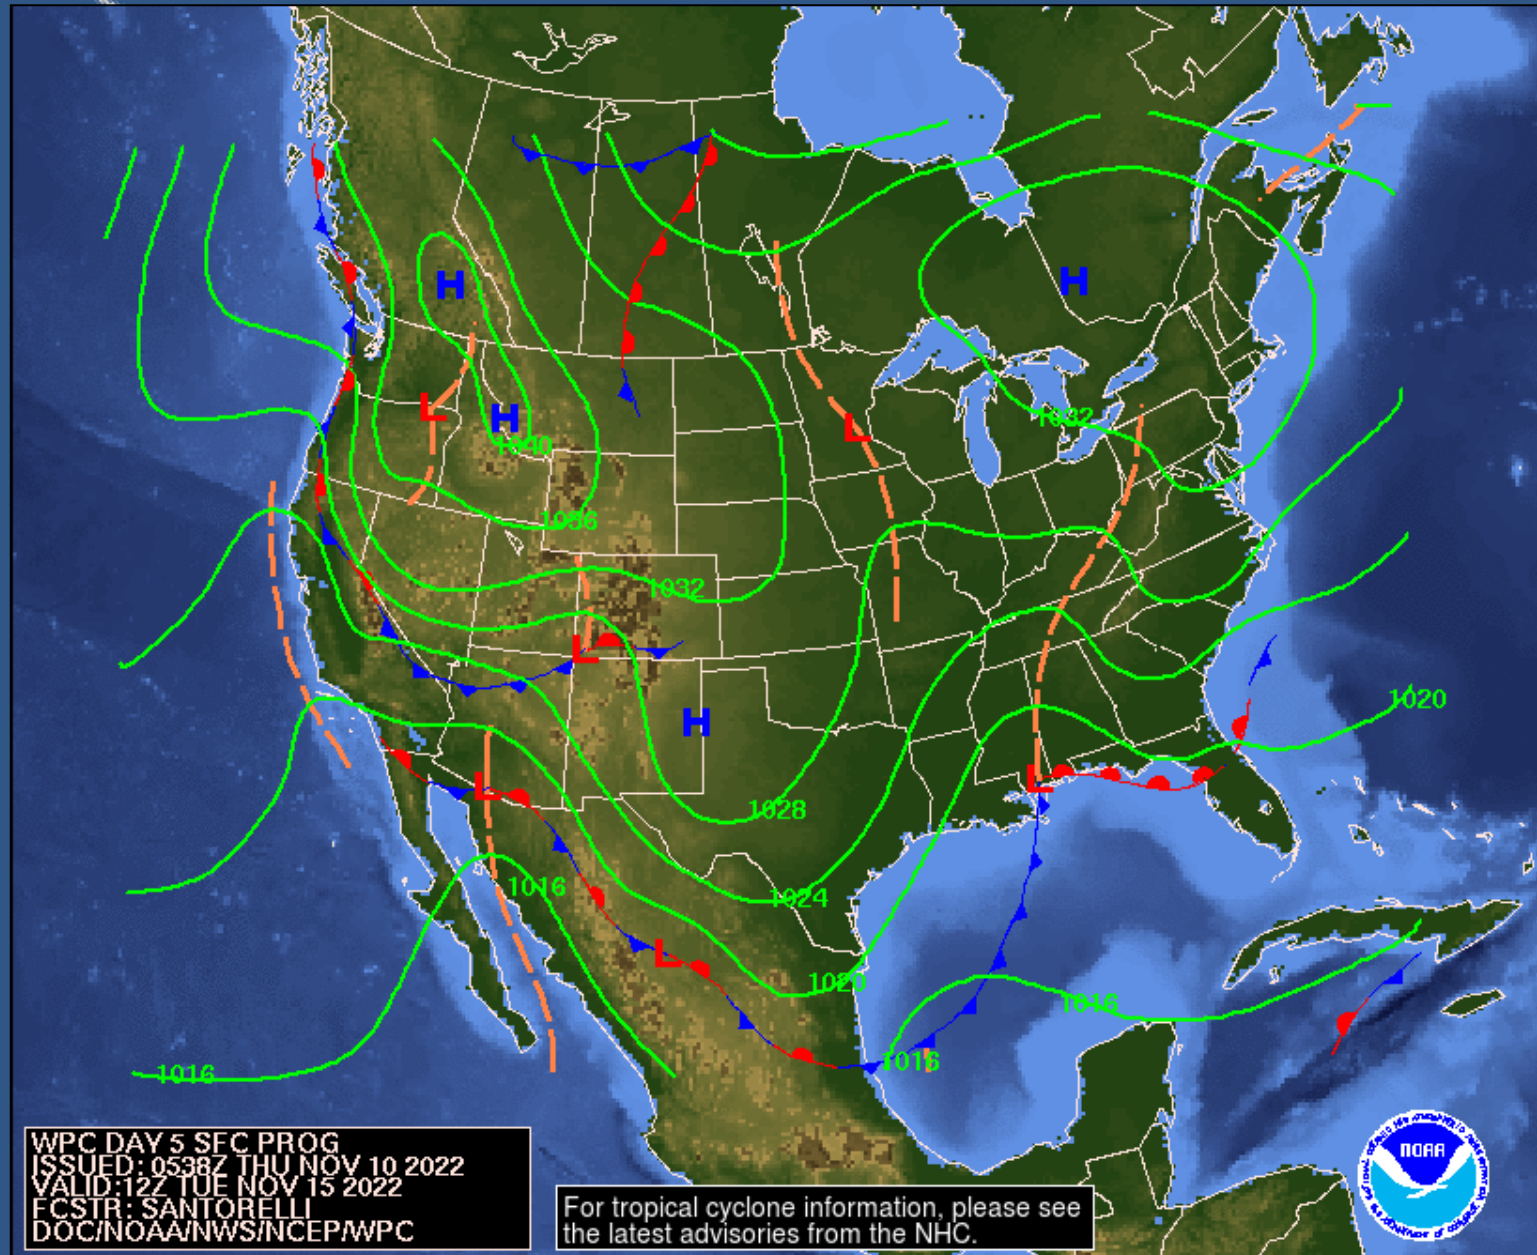 H
H
L
H
1032
L
1040
1036
1032
L
H
1020
L
L
1028
1016
1024
L
1020
1016
1016
1016
WPC DAY 5 SFC PROG
ISSUED: 0538Z THU NOV 10 2022
VALID:12Z TUE NOV 15 2022
FCSTR: SANTORELLI
DOC/NOAA/NWS/NCEP/WPC
For tropical cyclone information, please see
the latest advisories from the NHC.
NOAA